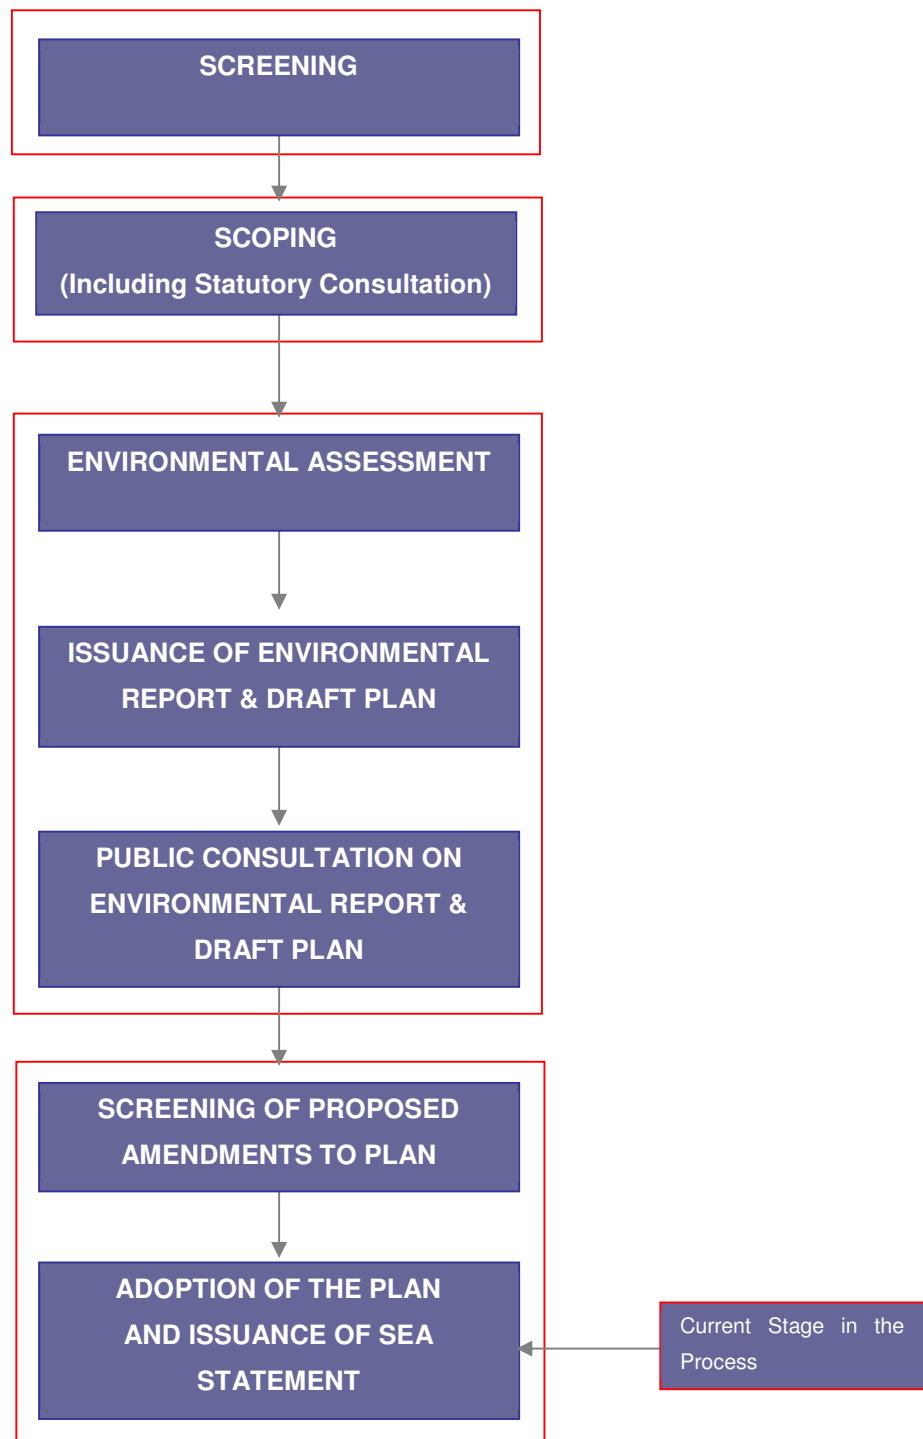 SCREENING
SCOPING
(Including Statutory Consultation)
ENVIRONMENTAL ASSESSMENT
ISSUANCE OF ENVIRONMENTAL
REPORT & DRAFT PLAN
PUBLIC CONSULTATION ON
ENVIRONMENTAL REPORT &
DRAFT PLAN
SCREENING OF PROPOSED
AMENDMENTS TO PLAN
ADOPTION OF THE PLAN
AND ISSUANCE OF SEA
STATEMENT
Current Stage in the
Process